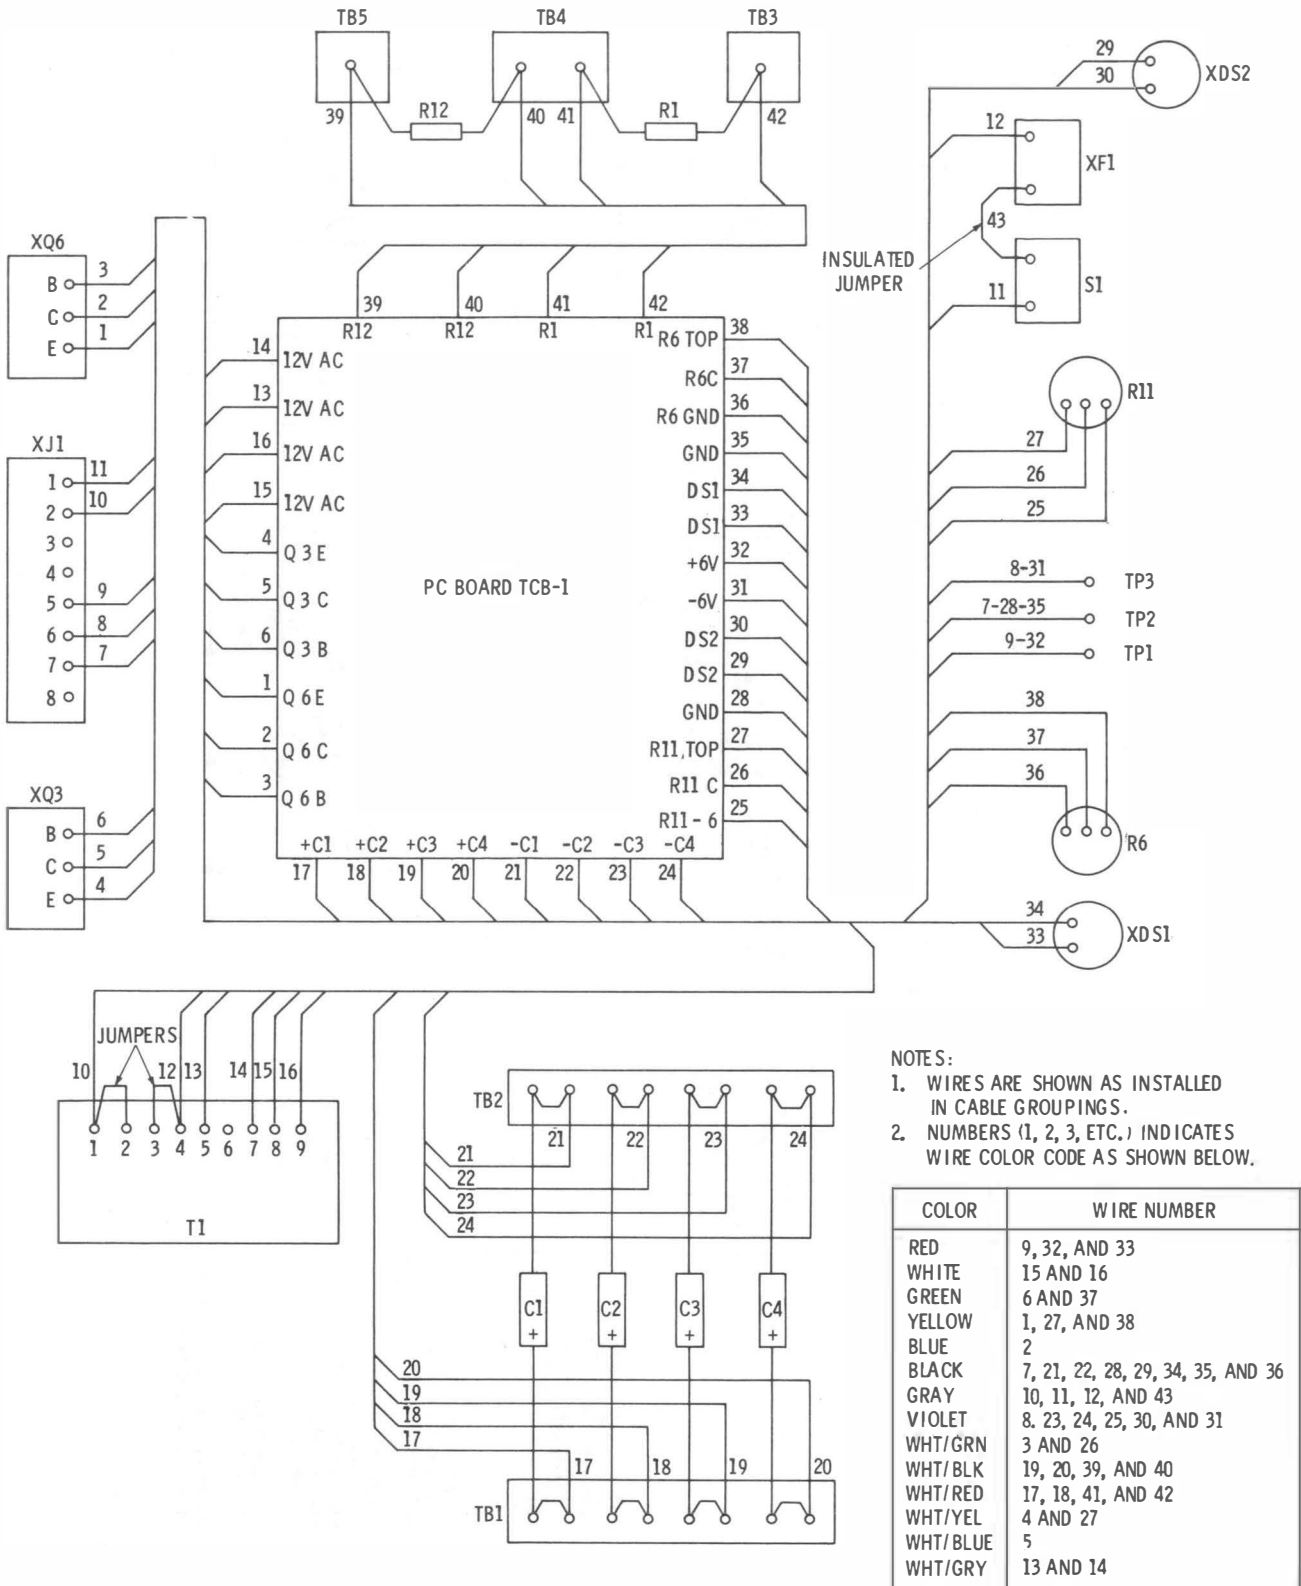 TB5 TB4 TB3
39 R12 40 41 R1 42
29
30
XDS2
12
XF1
43
INSULATED
JUMPER
11
S1
XQ6
B 3
C 2
E 1
39 40 41 42
R12 R12 R1 R1
14 12V AC
13 12V AC
16 12V AC
15 12V AC
4 Q3E
5 Q3C
6 Q3B
1 Q6E
2 Q6C
3 Q6B
PC BOARD TCB-1
R6 TOP 38
R6C 37
R6 GND 36
GND 35
DS1 34
DS1 33
+6V 32
-6V 31
DS2 30
DS2 29
GND 28
R11,TOP 27
R11 C 26
R11 - 6 25
+C1 +C2 +C3 +C4 -C1 -C2 -C3 -C4
17 18 19 20 21 22 23 24
XJ1
1 11
2 10
3
4
5 9
6 8
7 7
8
XQ3
B 6
C 5
E 4
R11
27
26
25
8-31 TP3
7-28-35 TP2
9-32 TP1
38
37
36
R6
34
33
XDS1
JUMPERS
10 12 13 14 15 16
1 2 3 4 5 6 7 8 9
T1
TB2
21 22 23 24
21
22
23
24
C1 C2 C3 C4
+ + + +
20
19
18
17
17 18 19 20
TB1
NOTES:
1. WIRES ARE SHOWN AS INSTALLED
IN CABLE GROUPINGS.
2. NUMBERS (1, 2, 3, ETC.) INDICATES
WIRE COLOR CODE AS SHOWN BELOW.
COLOR WIRE NUMBER
RED 9, 32, AND 33
WHITE 15 AND 16
GREEN 6 AND 37
YELLOW 1, 27, AND 38
BLUE 2
BLACK 7, 21, 22, 28, 29, 34, 35, AND 36
GRAY 10, 11, 12, AND 43
VIOLET 8. 23, 24, 25, 30, AND 31
WHT/GRN 3 AND 26
WHT/BLK 19, 20, 39, AND 40
WHT/RED 17, 18, 41, AND 42
WHT/YEL 4 AND 27
WHT/BLUE 5
WHT/GRY 13 AND 14